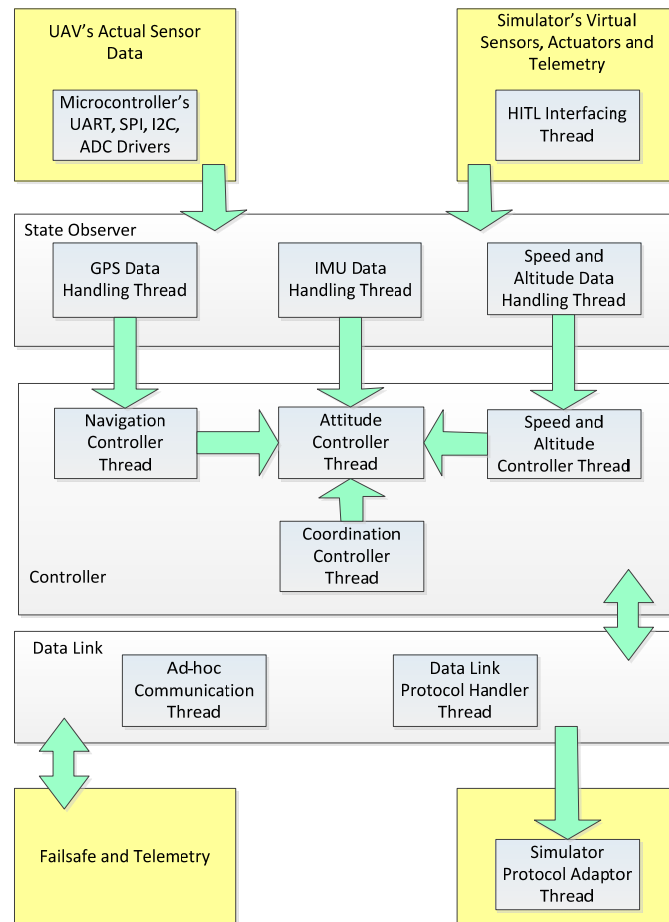 UAV's Actual Sensor
Data
Microcontroller's
UART, SPI, I2C,
ADC Drivers
Simulator's Virtual
Sensors, Actuators and
Telemetry
HITL Interfacing
Thread
State Observer
GPS Data
Handling Thread
IMU Data
Handling Thread
Speed and
Altitude Data
Handling Thread
Navigation
Controller
Thread
Attitude
Controller
Thread
Speed and
Altitude
Controller Thread
Coordination
Controller
Thread
Controller
Data Link
Ad-hoc
Communication
Thread
Data Link
Protocol Handler
Thread
Failsafe and Telemetry
Simulator
Protocol Adaptor
Thread